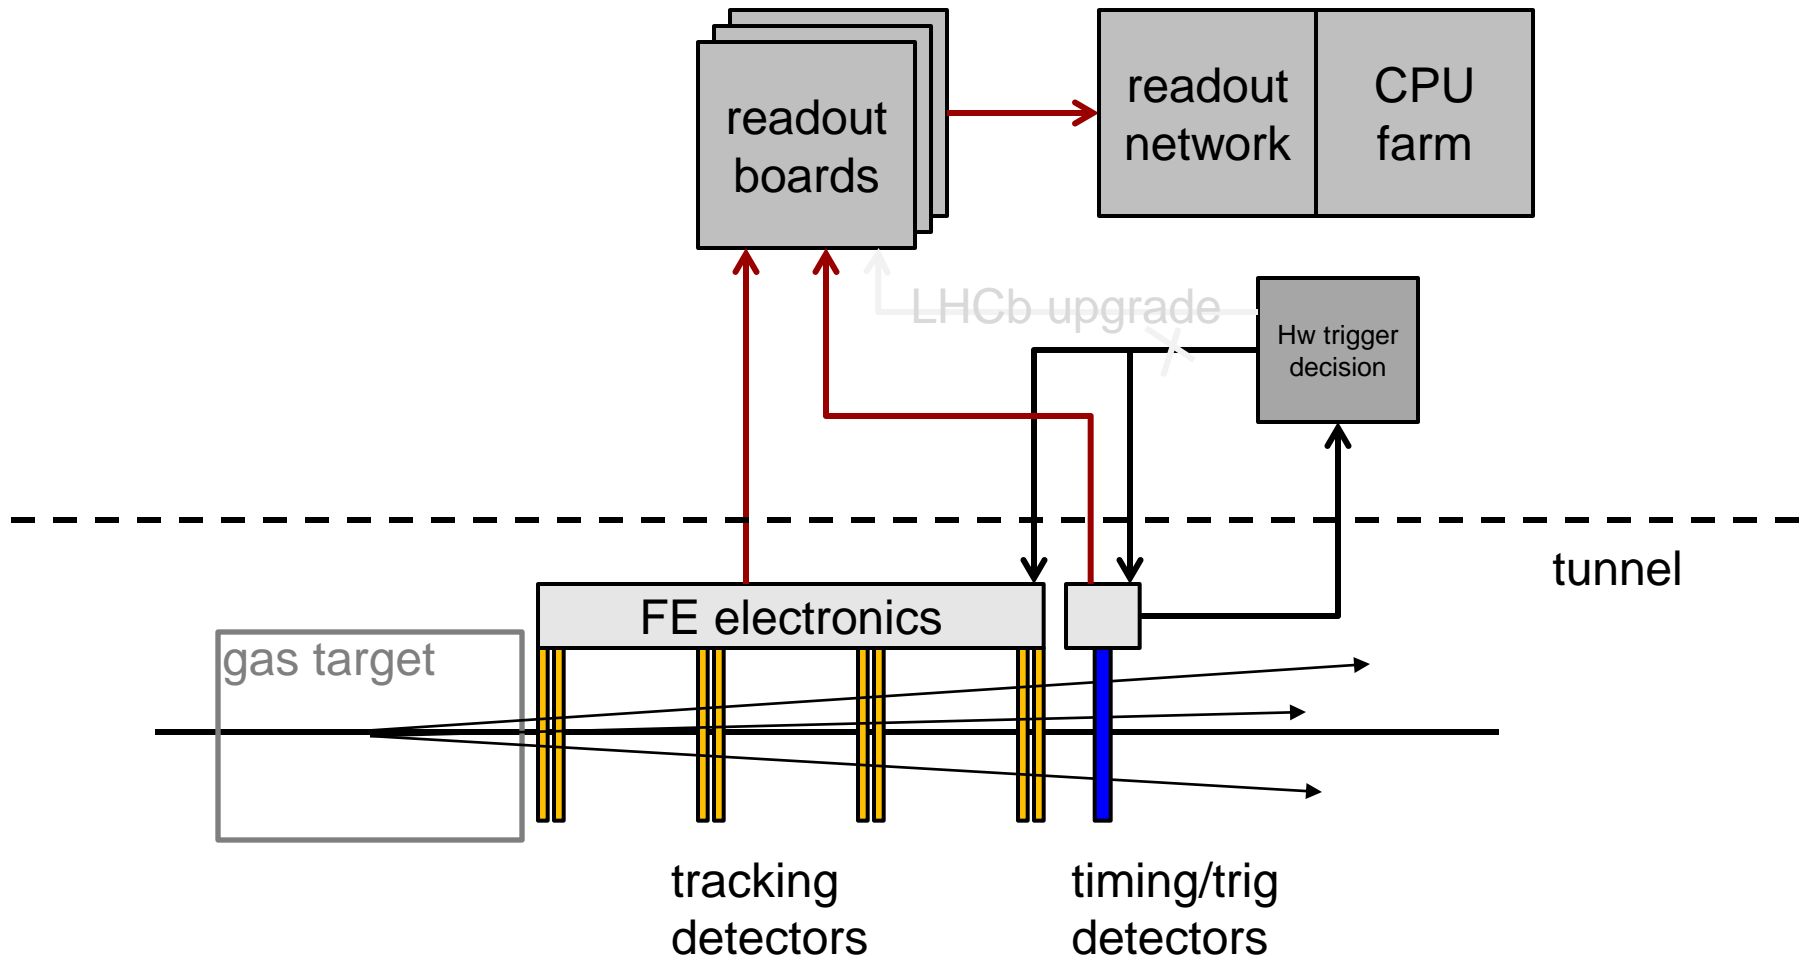 readout
boards
readout
network
CPU
farm
LHCb upgrade
Hw trigger
decision
tunnel
FE electronics
gas target
tracking
detectors
timing/trig
detectors